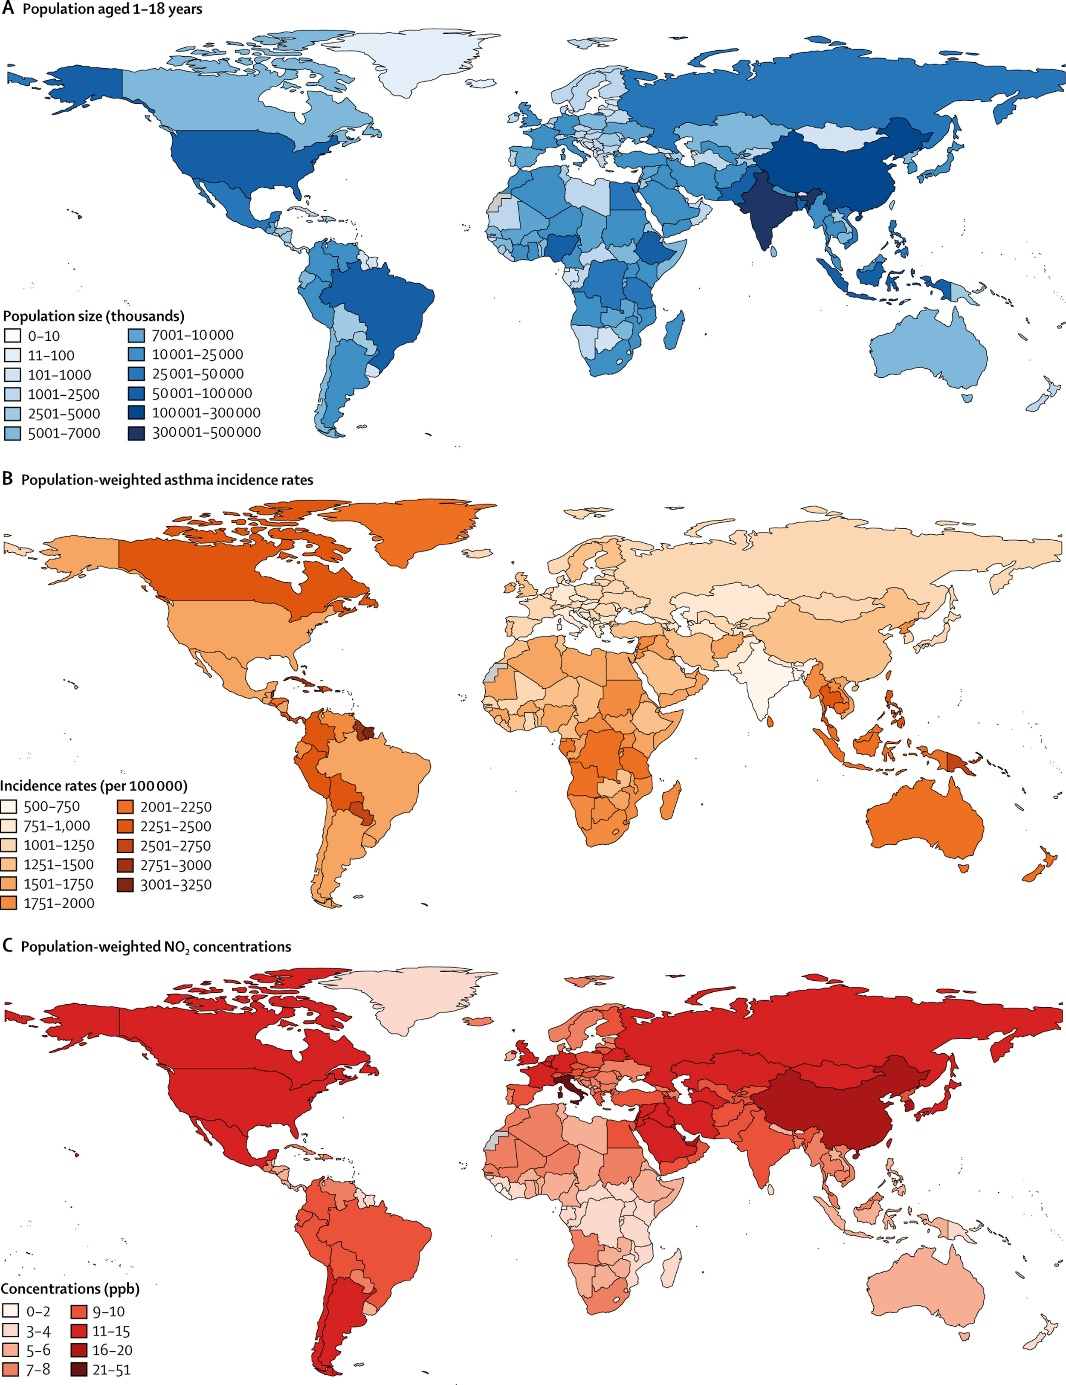 A Population aged 1–18 years
Population size (thousands)
0–10
11–100
101–1000
1001–2500
2501–5000
5001–7000
7001–10 000
10 001–25 000
25 001–50 000
50 001–100 000
100 001–300 000
300 001–500 000
B Population-weighted asthma incidence rates
Incidence rates (per 100 000)
500–750
751–1,000
1001–1250
1251–1500
1501–1750
1751–2000
2001–2250
2251–2500
2501–2750
2751–3000
3001–3250
C Population-weighted NO₂ concentrations
Concentrations (ppb)
0–2
3–4
5–6
7–8
9–10
11–15
16–20
21–51